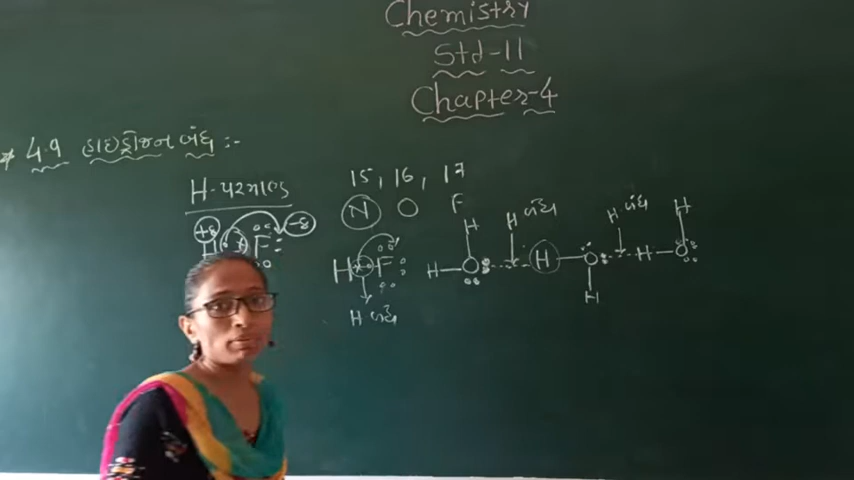 Chemistry
Std-11
Chapter-4
* 4.9 હાઇડ્રોજન બંધ :-
H-પરમાણુ
15, 16, 17
N O F
+δ -δ
H F
H F
H-બંધ
H H બંધ H બંધ H
H O H O H O
H